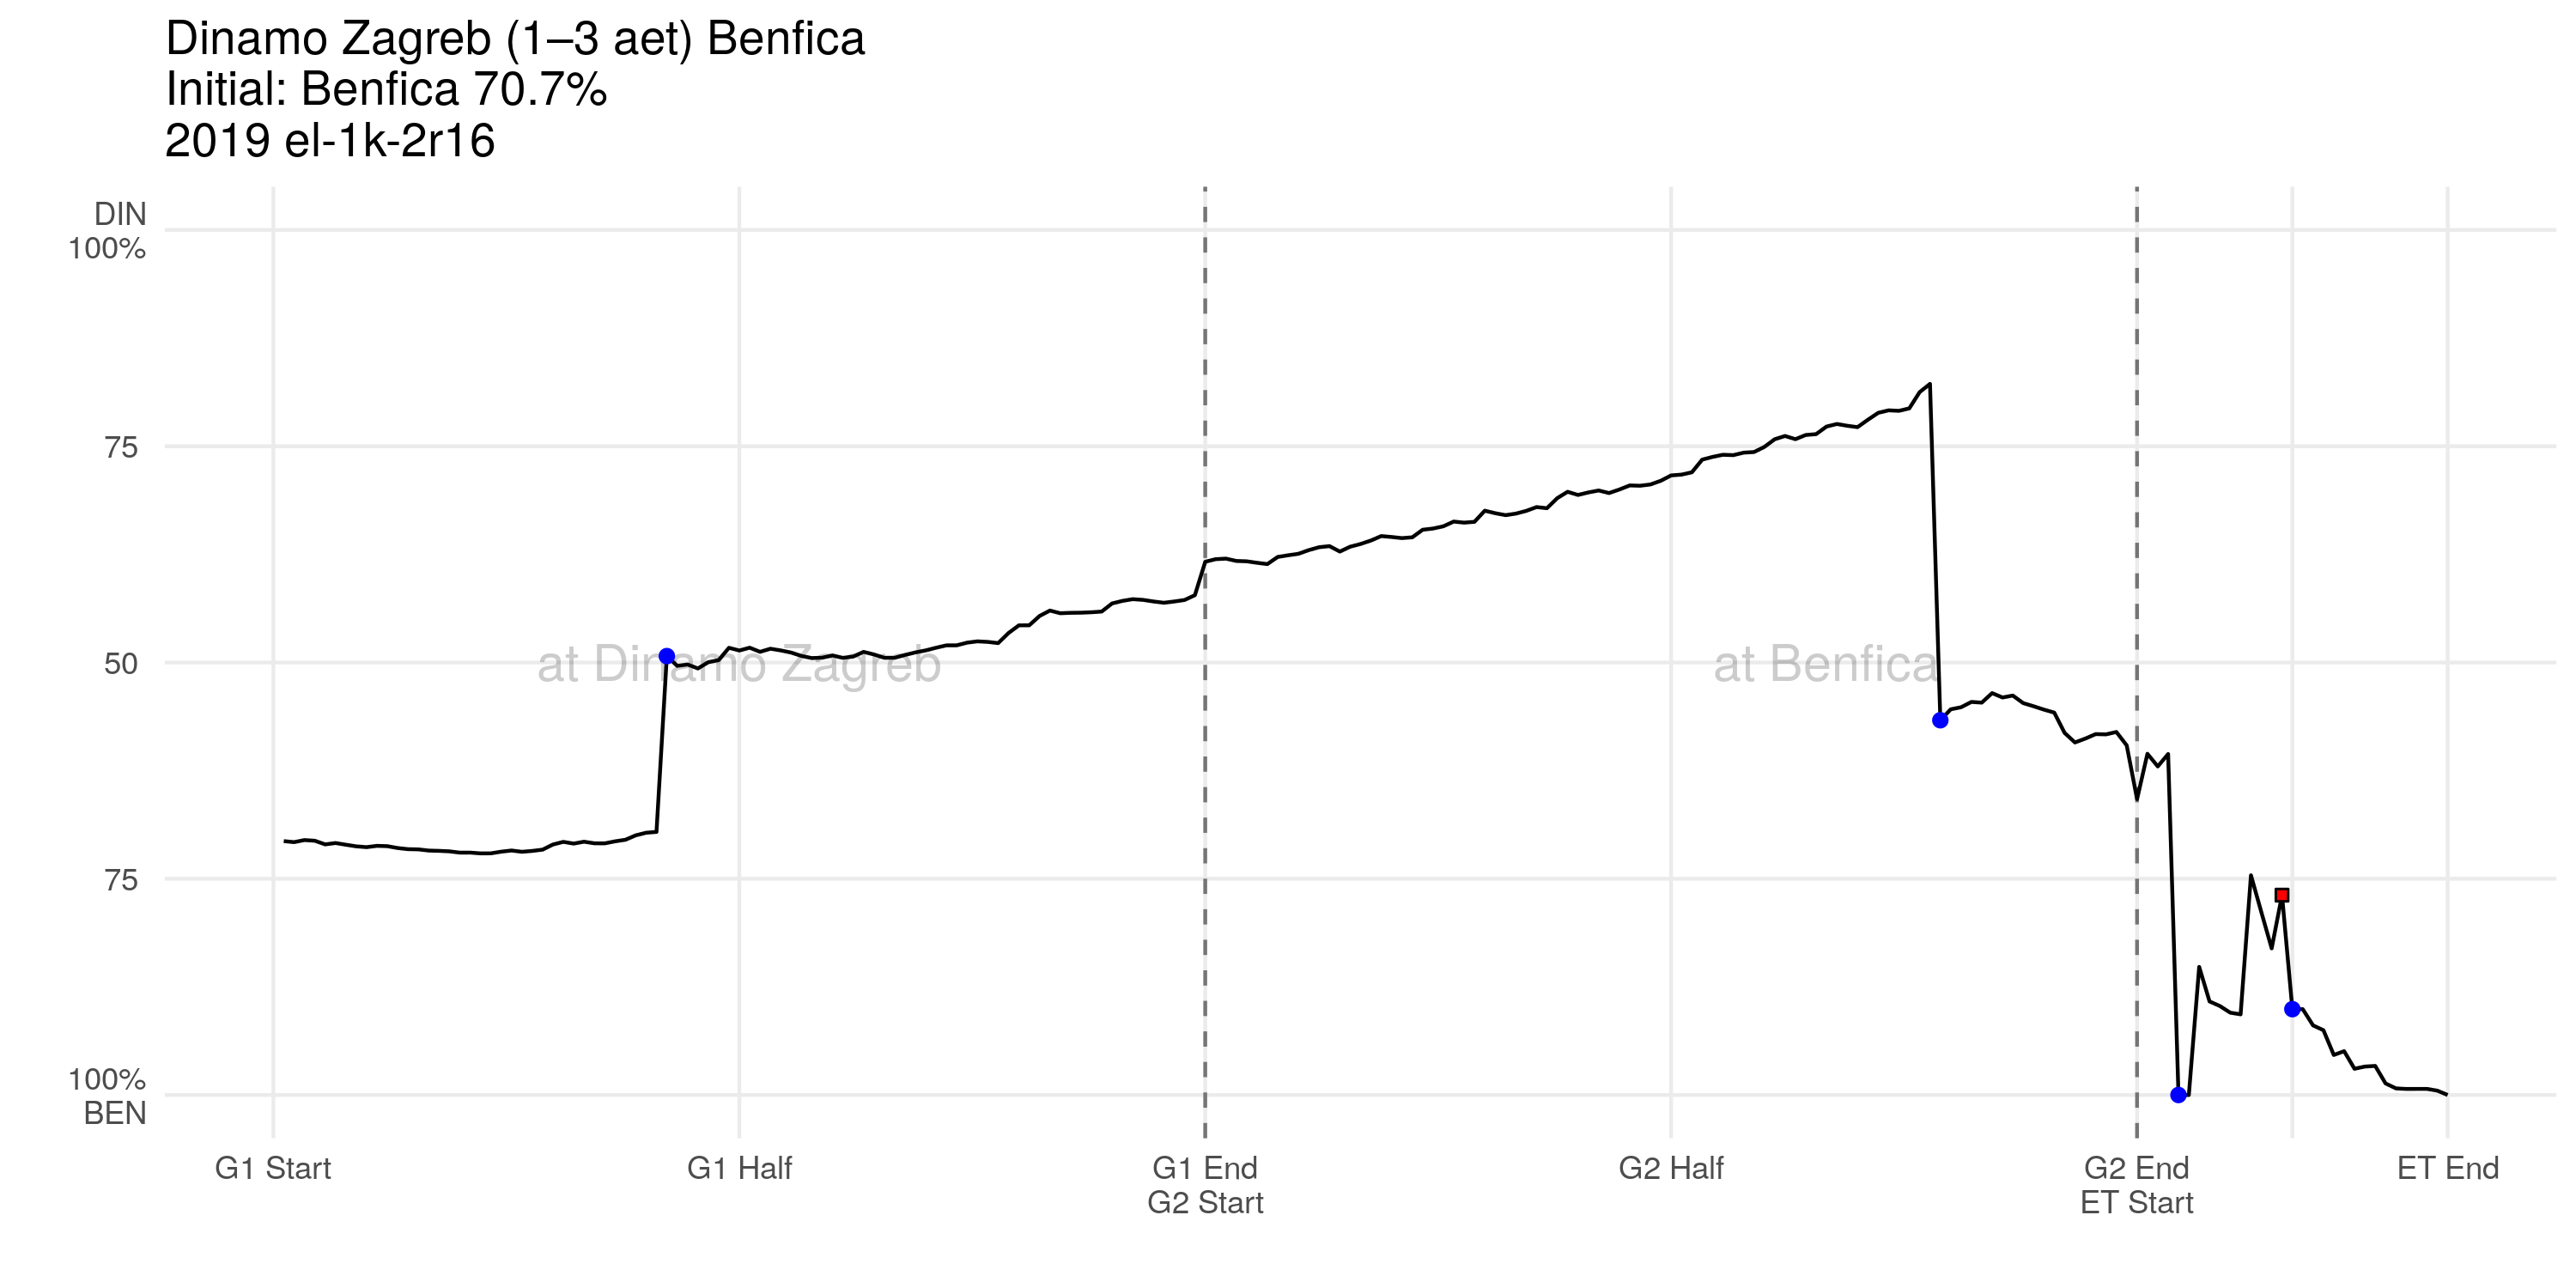 Dinamo Zagreb (1–3 aet) Benfica
Initial: Benfica 70.7%
2019 el-1k-2r16
DIN
100%
75
50
75
100%
BEN
at Dinamo Zagreb
at Benfica
G1 Start
G1 Half
G1 End
G2 Start
G2 Half
G2 End
ET Start
ET End